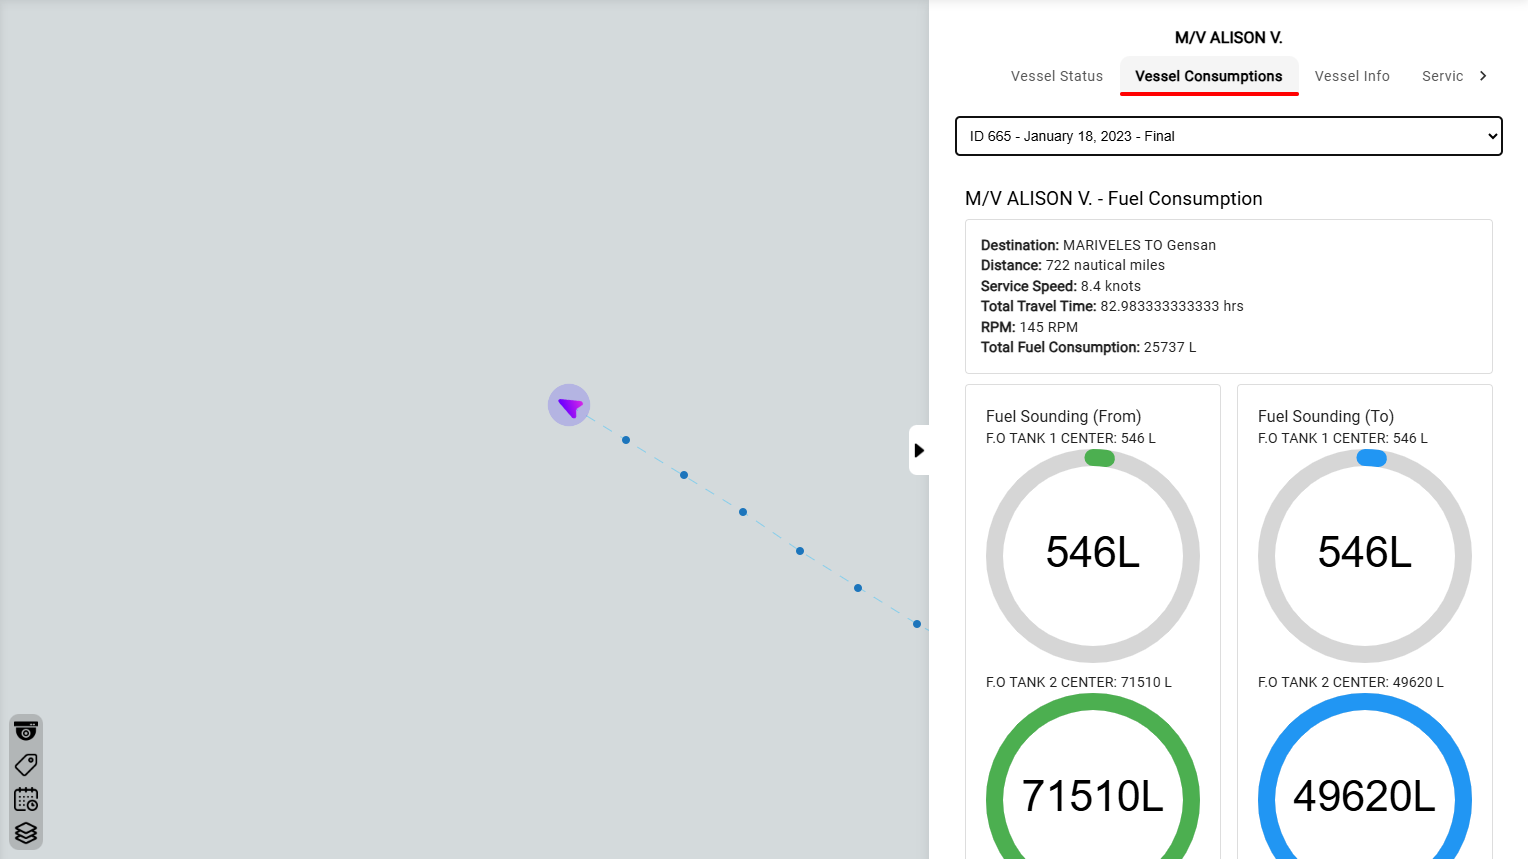 M/V ALISON V.
Vessel Status
Vessel Consumptions
Vessel Info
Servic
ID 665 - January 18, 2023 - Final
M/V ALISON V. - Fuel Consumption
Destination: MARIVELES TO Gensan
Distance: 722 nautical miles
Service Speed: 8.4 knots
Total Travel Time: 82.983333333333 hrs
RPM: 145 RPM
Total Fuel Consumption: 25737 L
Fuel Sounding (From)
F.O TANK 1 CENTER: 546 L
546L
F.O TANK 2 CENTER: 71510 L
71510L
Fuel Sounding (To)
F.O TANK 1 CENTER: 546 L
546L
F.O TANK 2 CENTER: 49620 L
49620L